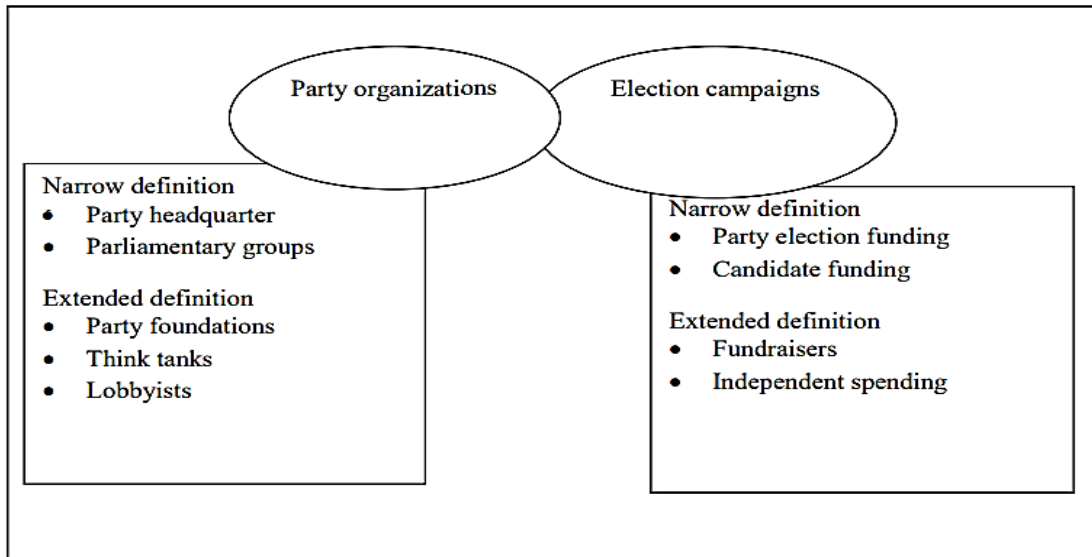 Party organizations
Election campaigns
Narrow definition
• Party headquarter
• Parliamentary groups
Extended definition
• Party foundations
• Think tanks
• Lobbyists
Narrow definition
• Party election funding
• Candidate funding
Extended definition
• Fundraisers
• Independent spending